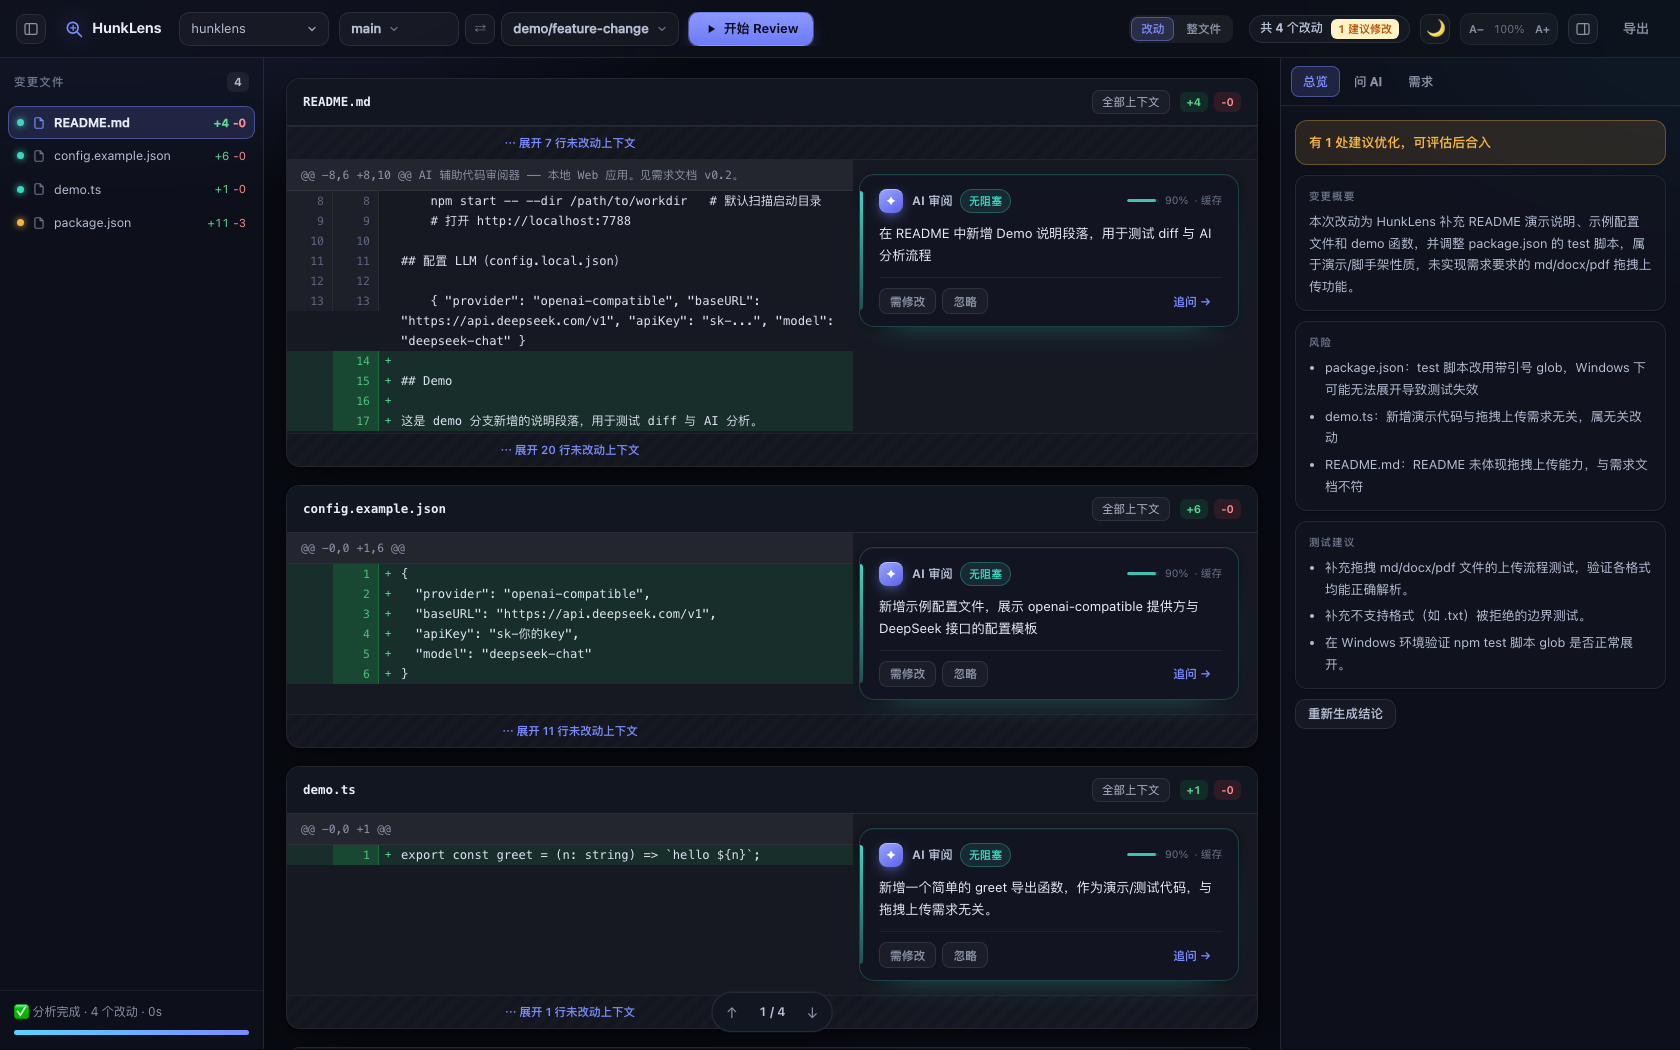 HunkLens
hunklens
main
demo/feature-change
开始 Review
改动
整文件
共 4 个改动
1 建议修改
A−
100%
A+
导出
变更文件
4
README.md
+4 -0
config.example.json
+6 -0
demo.ts
+1 -0
package.json
+11 -3
✅ 分析完成 · 4 个改动 · 0s
README.md
全部上下文
+4
-0
··· 展开 7 行未改动上下文
@@ -8,6 +8,10 @@ AI 辅助代码审阅器 —— 本地 Web 应用。见需求文档 v0.2。
8 8 npm start -- --dir /path/to/workdir # 默认扫描启动目录
9 9 # 打开 http://localhost:7788
10 10
11 11 ## 配置 LLM（config.local.json）
12 12
13 13 { "provider": "openai-compatible", "baseURL":
"https://api.deepseek.com/v1", "apiKey": "sk-...", "model":
"deepseek-chat" }
14 +
15 + ## Demo
16 +
17 + 这是 demo 分支新增的说明段落，用于测试 diff 与 AI 分析。
··· 展开 20 行未改动上下文
AI 审阅
无阻塞
90% · 缓存
在 README 中新增 Demo 说明段落，用于测试 diff 与 AI
分析流程
需修改
忽略
追问 →
config.example.json
全部上下文
+6
-0
@@ -0,0 +1,6 @@
1 + {
2 + "provider": "openai-compatible",
3 + "baseURL": "https://api.deepseek.com/v1",
4 + "apiKey": "sk-你的key",
5 + "model": "deepseek-chat"
6 + }
··· 展开 11 行未改动上下文
AI 审阅
无阻塞
90% · 缓存
新增示例配置文件，展示 openai-compatible 提供方与
DeepSeek 接口的配置模板
需修改
忽略
追问 →
demo.ts
全部上下文
+1
-0
@@ -0,0 +1 @@
1 + export const greet = (n: string) => `hello ${n}`;
··· 展开 1 行未改动上下文
AI 审阅
无阻塞
90% · 缓存
新增一个简单的 greet 导出函数，作为演示/测试代码，与
拖拽上传需求无关。
需修改
忽略
追问 →
↑ 1 / 4 ↓
总览
问 AI
需求
有 1 处建议优化，可评估后合入
变更概要
本次改动为 HunkLens 补充 README 演示说明、示例配置
文件和 demo 函数，并调整 package.json 的 test 脚本，属
于演示/脚手架性质，未实现需求要求的 md/docx/pdf 拖拽上
传功能。
风险
• package.json：test 脚本改用带引号 glob，Windows 下
可能无法展开导致测试失效
• demo.ts：新增演示代码与拖拽上传需求无关，属无关改
动
• README.md：README 未体现拖拽上传能力，与需求文
档不符
测试建议
• 补充拖拽 md/docx/pdf 文件的上传流程测试，验证各格式
均能正确解析。
• 补充不支持格式（如 .txt）被拒绝的边界测试。
• 在 Windows 环境验证 npm test 脚本 glob 是否正常展
开。
重新生成结论